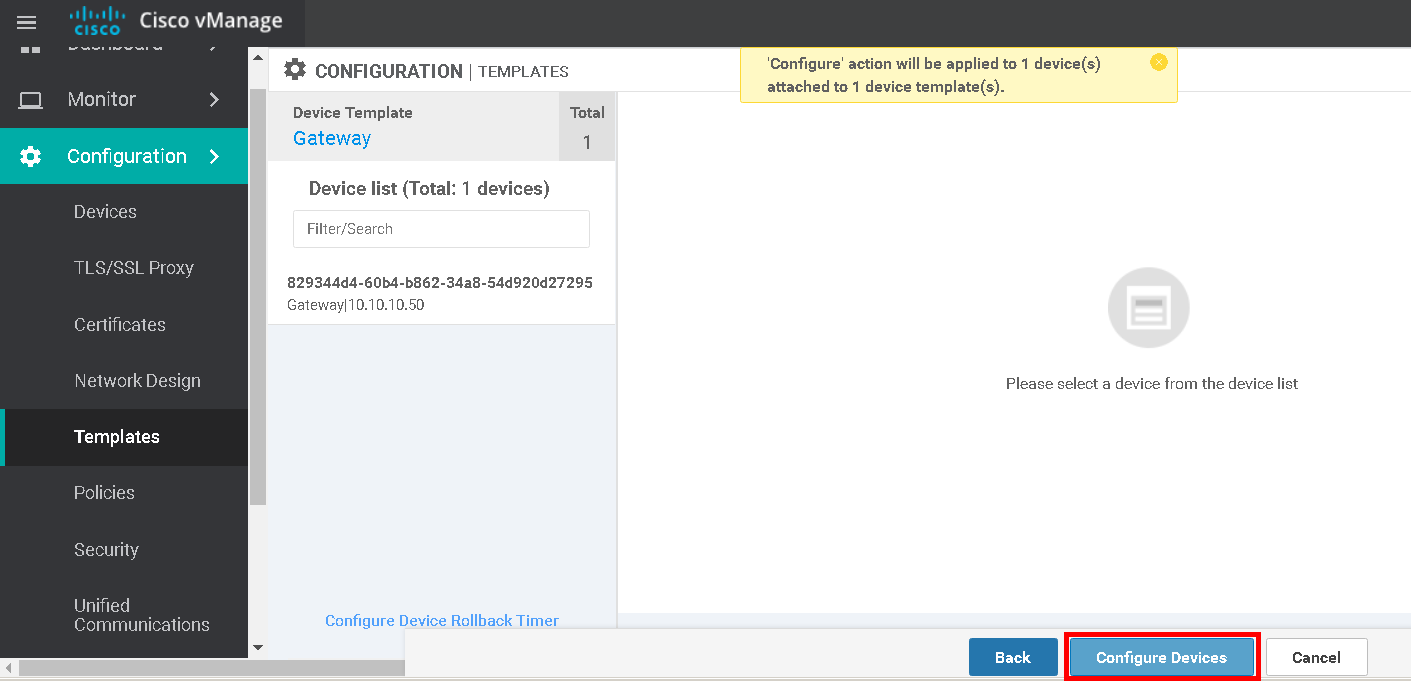 CISCO
Cisco vManage
Dashboard
Monitor
Configuration
Devices
TLS/SSL Proxy
Certificates
Network Design
Templates
Policies
Security
Unified
Communications
CONFIGURATION | TEMPLATES
'Configure' action will be applied to 1 device(s)
attached to 1 device template(s).
Device Template
Gateway
Total
1
Device list (Total: 1 devices)
Filter/Search
829344d4-60b4-b862-34a8-54d920d27295
Gateway|10.10.10.50
Configure Device Rollback Timer
Please select a device from the device list
Back
Configure Devices
Cancel